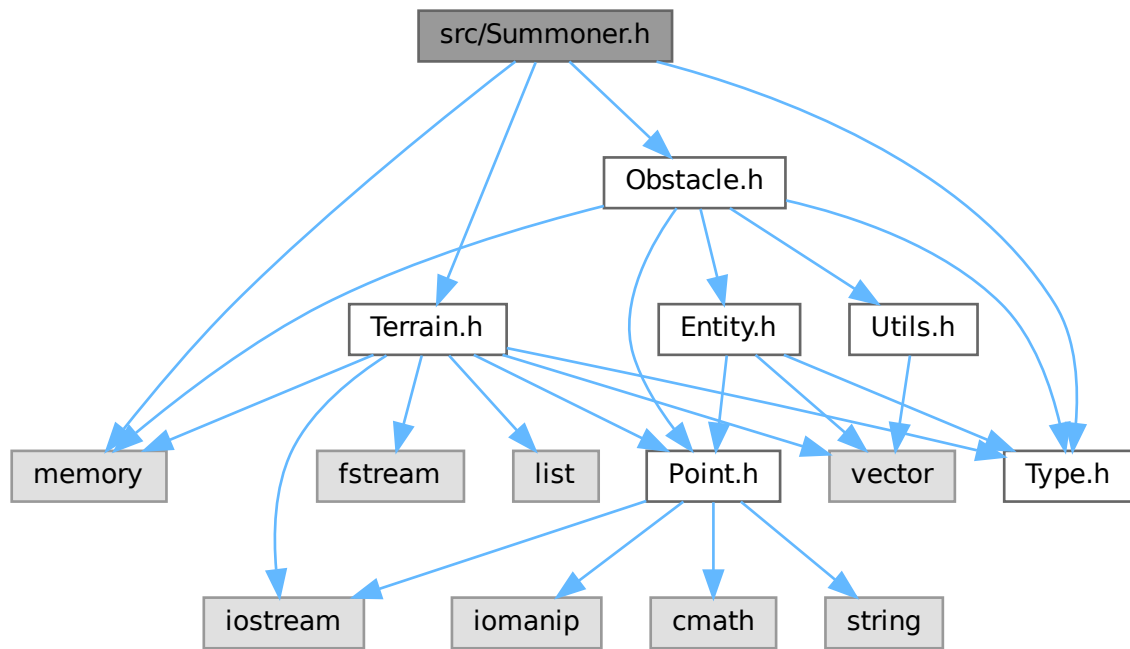 src/Summoner.h
Obstacle.h
Terrain.h
Entity.h
Utils.h
memory
fstream
list
Point.h
vector
Type.h
iostream
iomanip
cmath
string